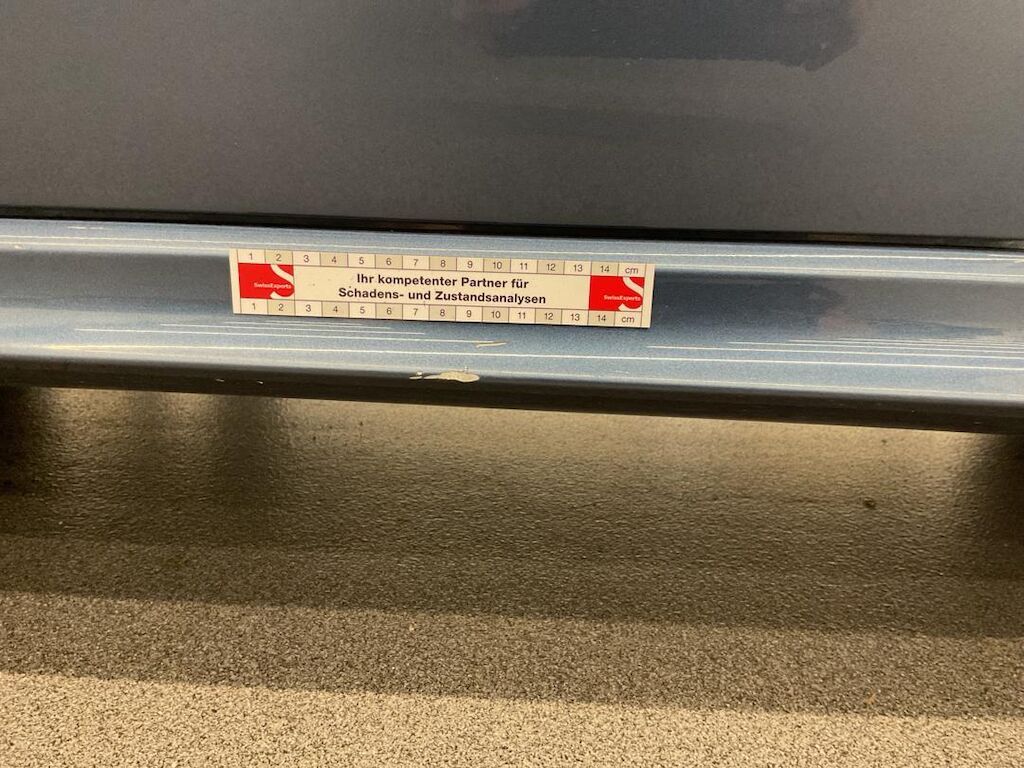 1 2 3 4 5 6 7 8 9 10 11 12 13 14 cm
SwissExperts
Ihr kompetenter Partner für
Schadens- und Zustandsanalysen
SwissExperts
1 2 3 4 5 6 7 8 9 10 11 12 13 14 cm